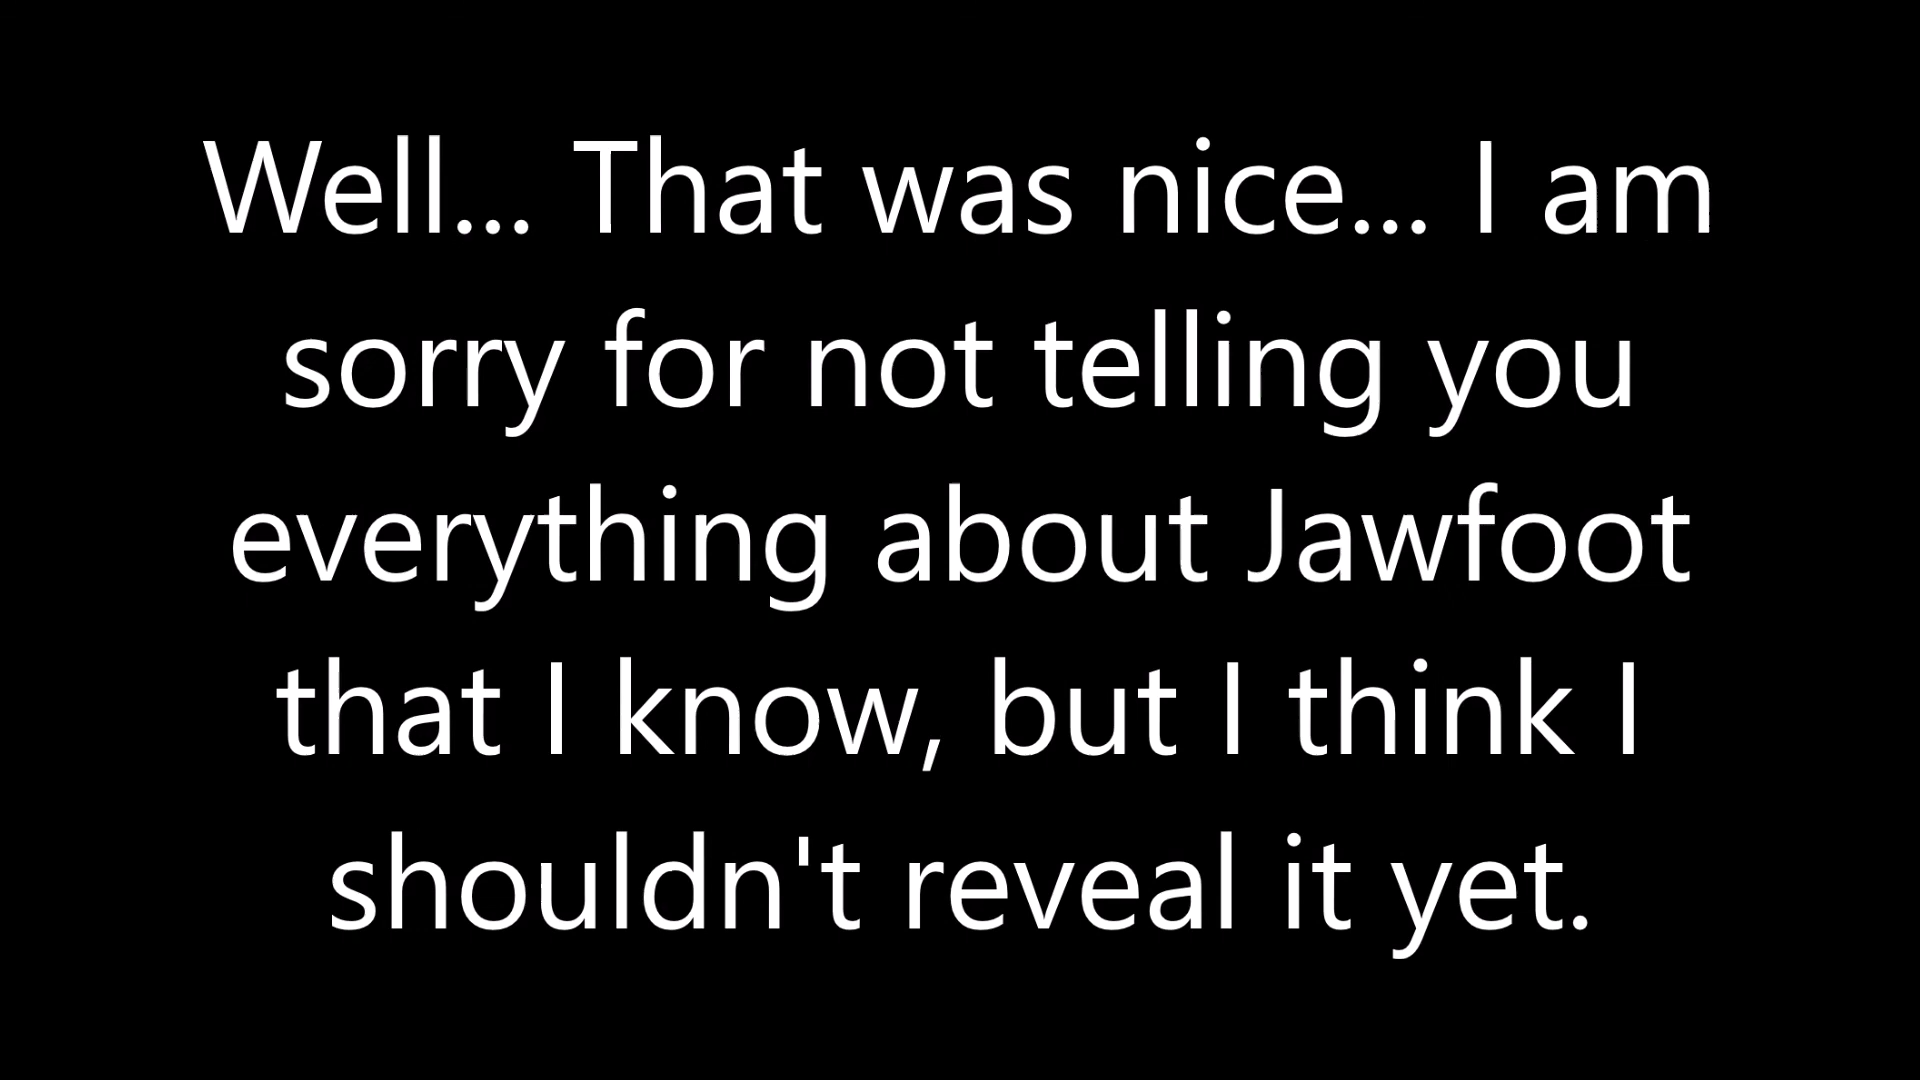 Well... That was nice... I am
sorry for not telling you
everything about Jawfoot
that I know, but I think I
shouldn't reveal it yet.